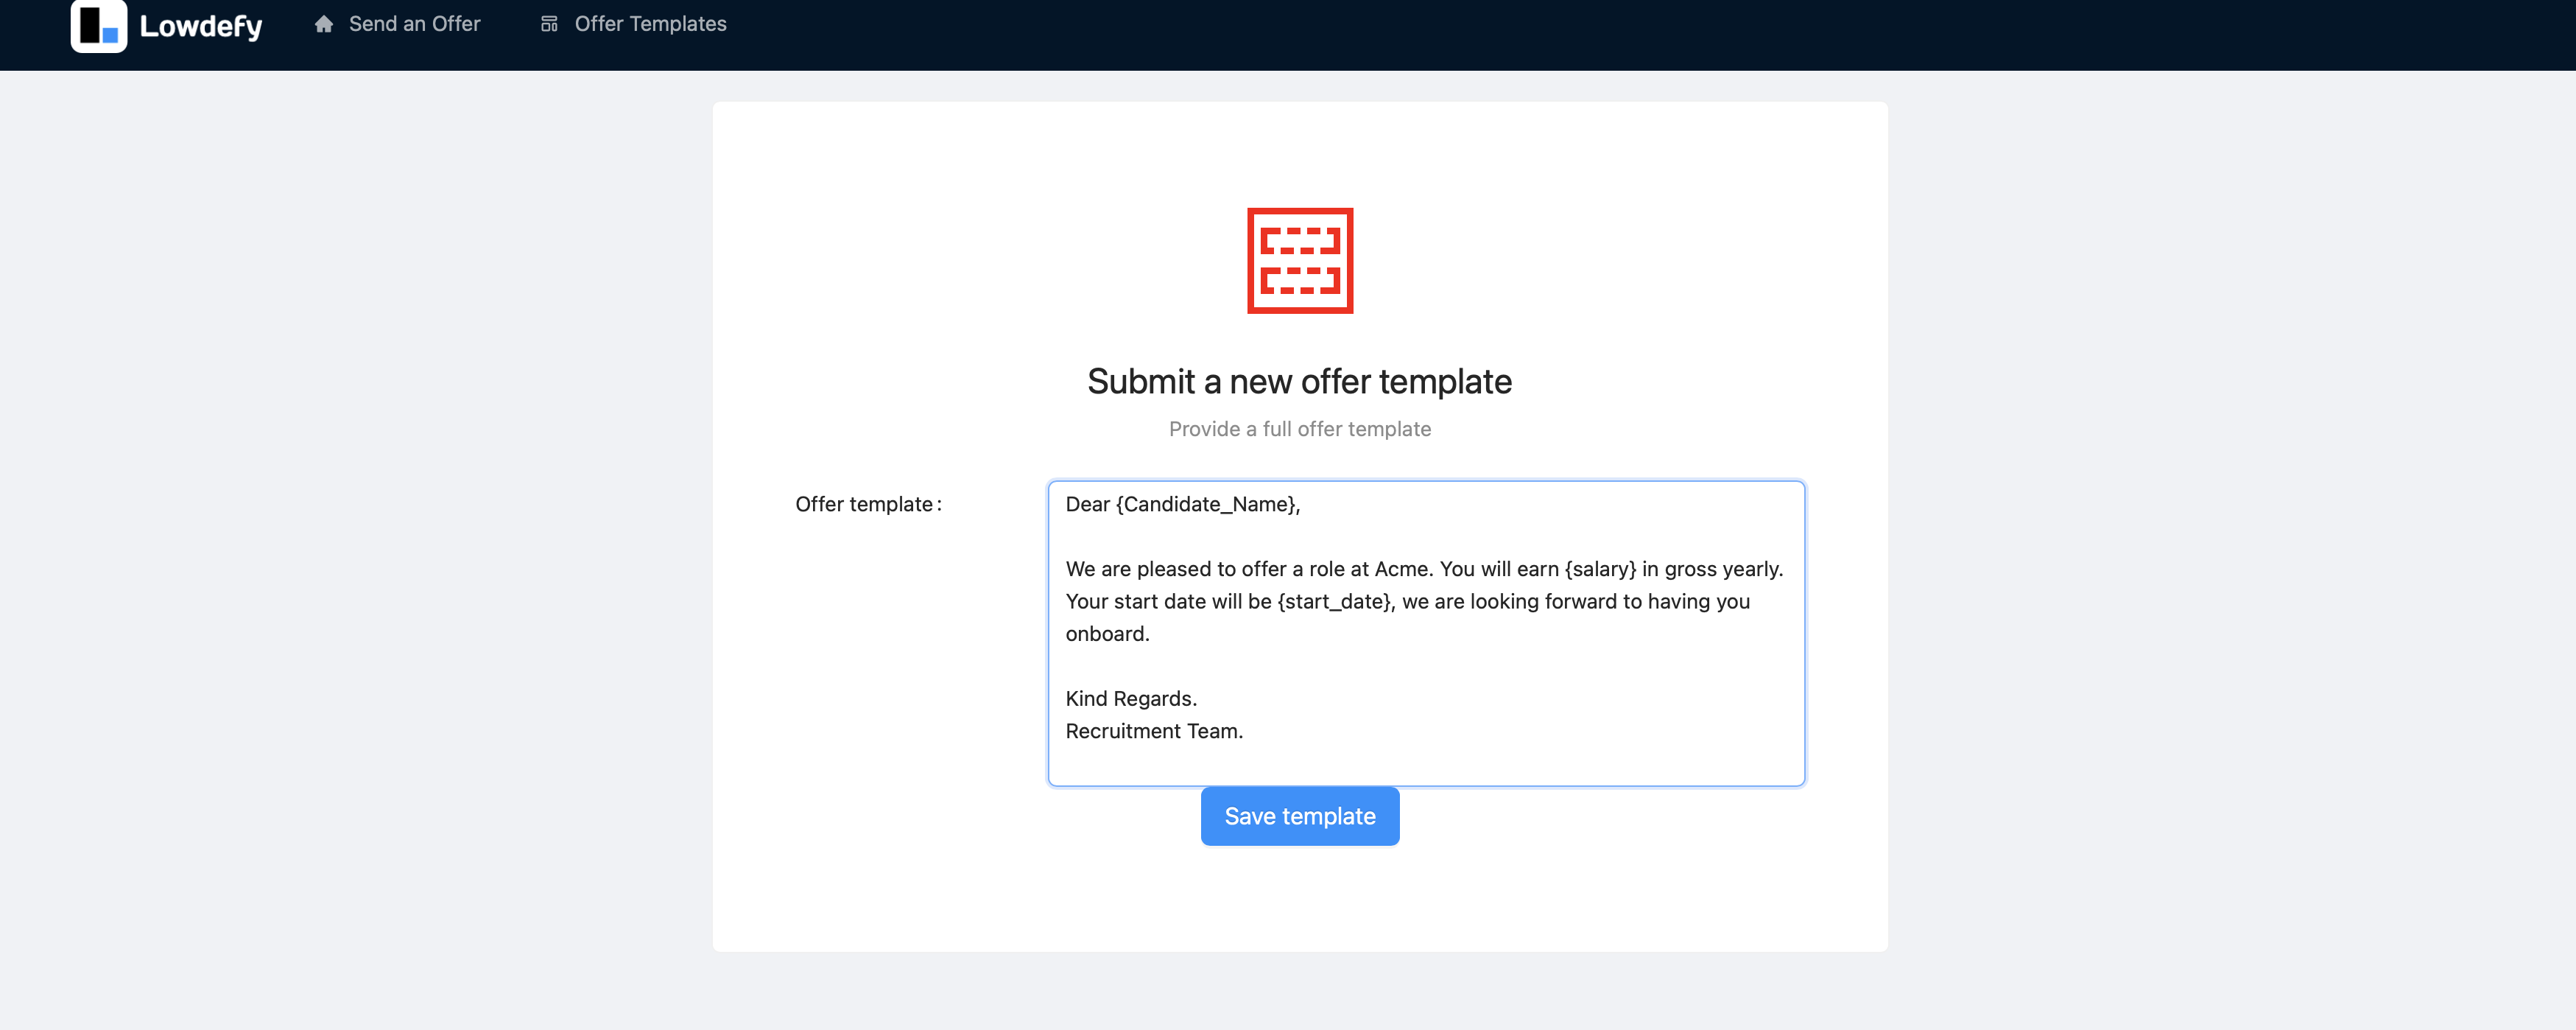 Lowdefy
Send an Offer
Offer Templates
Submit a new offer template
Provide a full offer template
Offer template:
Dear {Candidate_Name},
We are pleased to offer a role at Acme. You will earn {salary} in gross yearly.
Your start date will be {start_date}, we are looking forward to having you
onboard.
Kind Regards.
Recruitment Team.
Save template